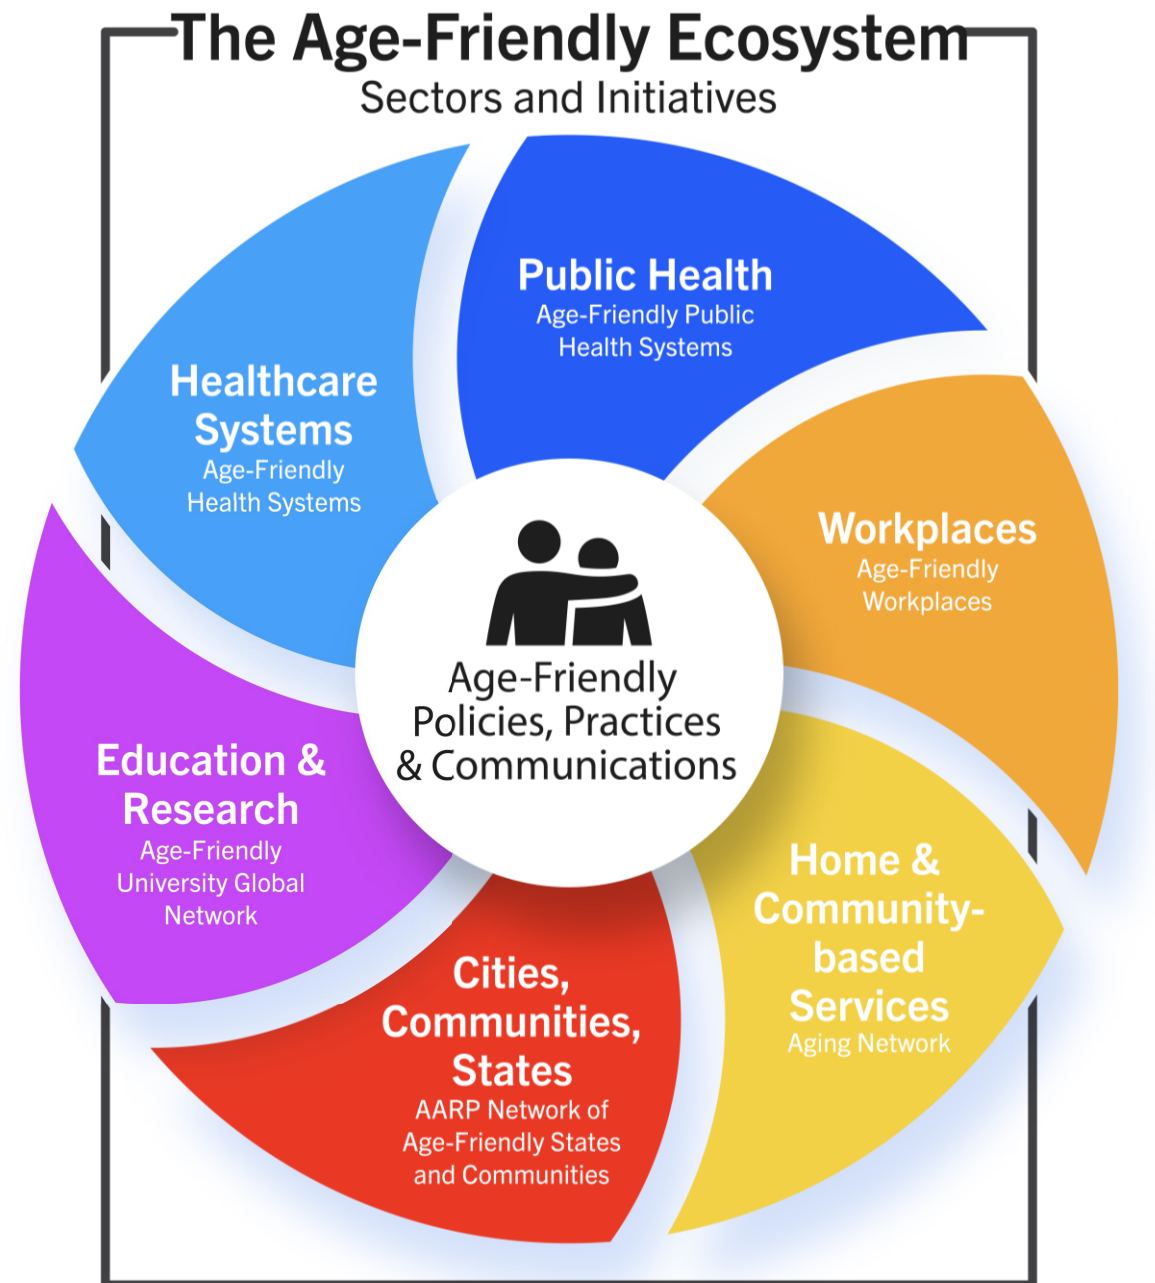 The Age-Friendly Ecosystem
Sectors and Initiatives
Public Health
Age-Friendly Public
Health Systems
Healthcare
Systems
Age-Friendly
Health Systems
Workplaces
Age-Friendly
Workplaces
Age-Friendly
Policies, Practices
& Communications
Education &
Research
Age-Friendly
University Global
Network
Home &
Community-
based
Services
Aging Network
Cities,
Communities,
States
AARP Network of
Age-Friendly States
and Communities